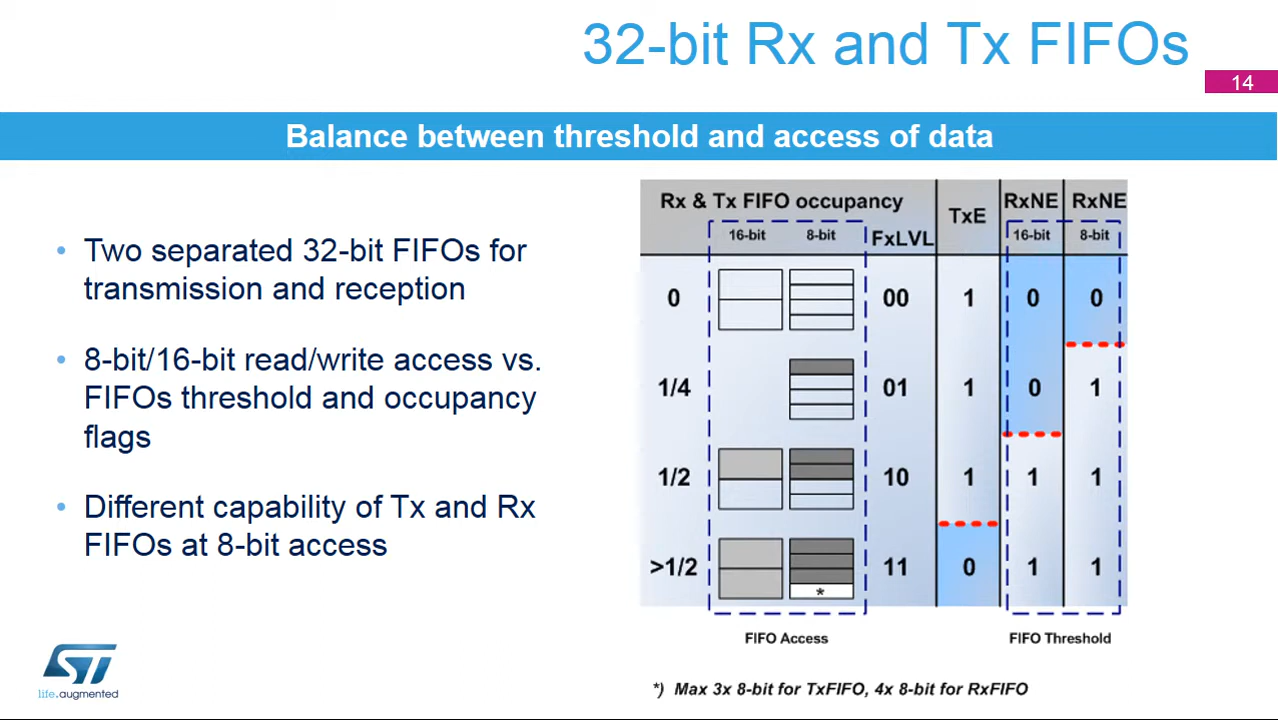 32-bit Rx and Tx FIFOs
14
Balance between threshold and access of data
• Two separated 32-bit FIFOs for
transmission and reception
• 8-bit/16-bit read/write access vs.
FIFOs threshold and occupancy
flags
• Different capability of Tx and Rx
FIFOs at 8-bit access
Rx & Tx FIFO occupancy TxE RxNE RxNE
16-bit 8-bit FxLVL 16-bit 8-bit
0 00 1 0 0
1/4 01 1 0 1
1/2 10 1 1 1
>1/2 * 11 0 1 1
FIFO Access FIFO Threshold
*) Max 3x 8-bit for TxFIFO, 4x 8-bit for RxFIFO
ST
life.augmented